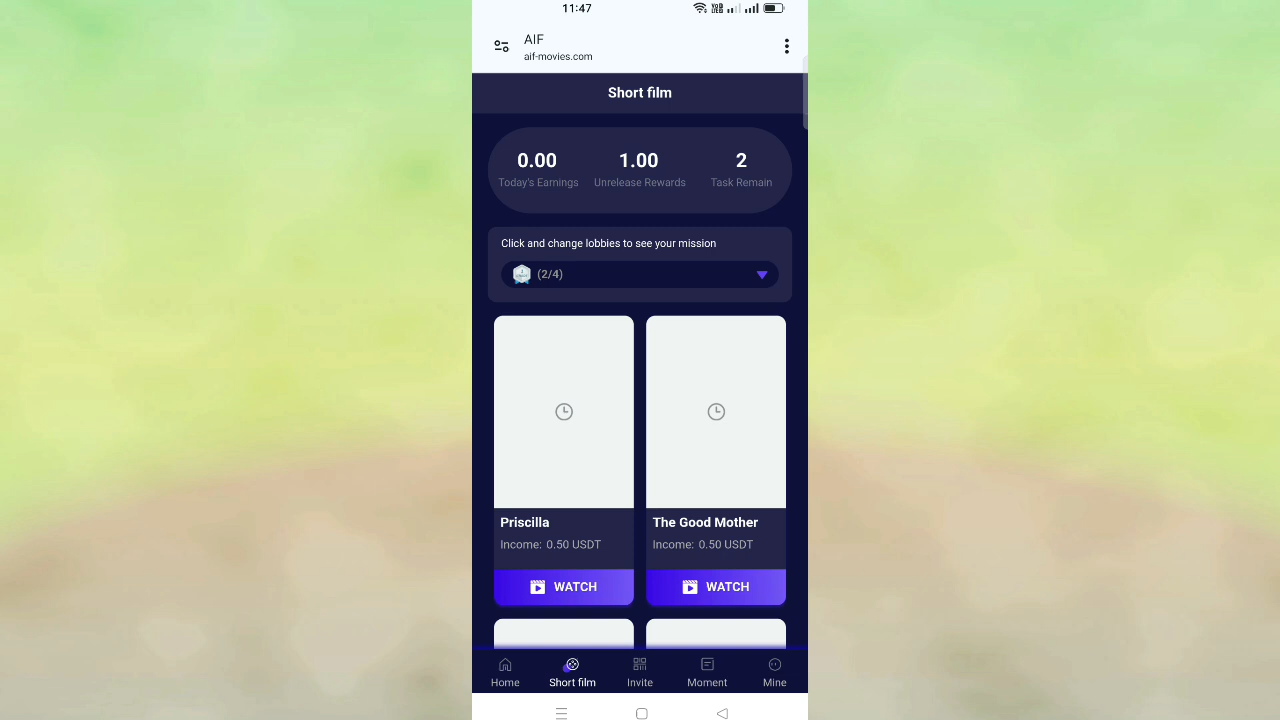 11:47
AIF
aif-movies.com
Short film
0.00 1.00 2
Today's Earnings Unrelease Rewards Task Remain
Click and change lobbies to see your mission
(2/4)
Priscilla The Good Mother
Income: 0.50 USDT Income: 0.50 USDT
WATCH WATCH
Home Short film Invite Moment Mine